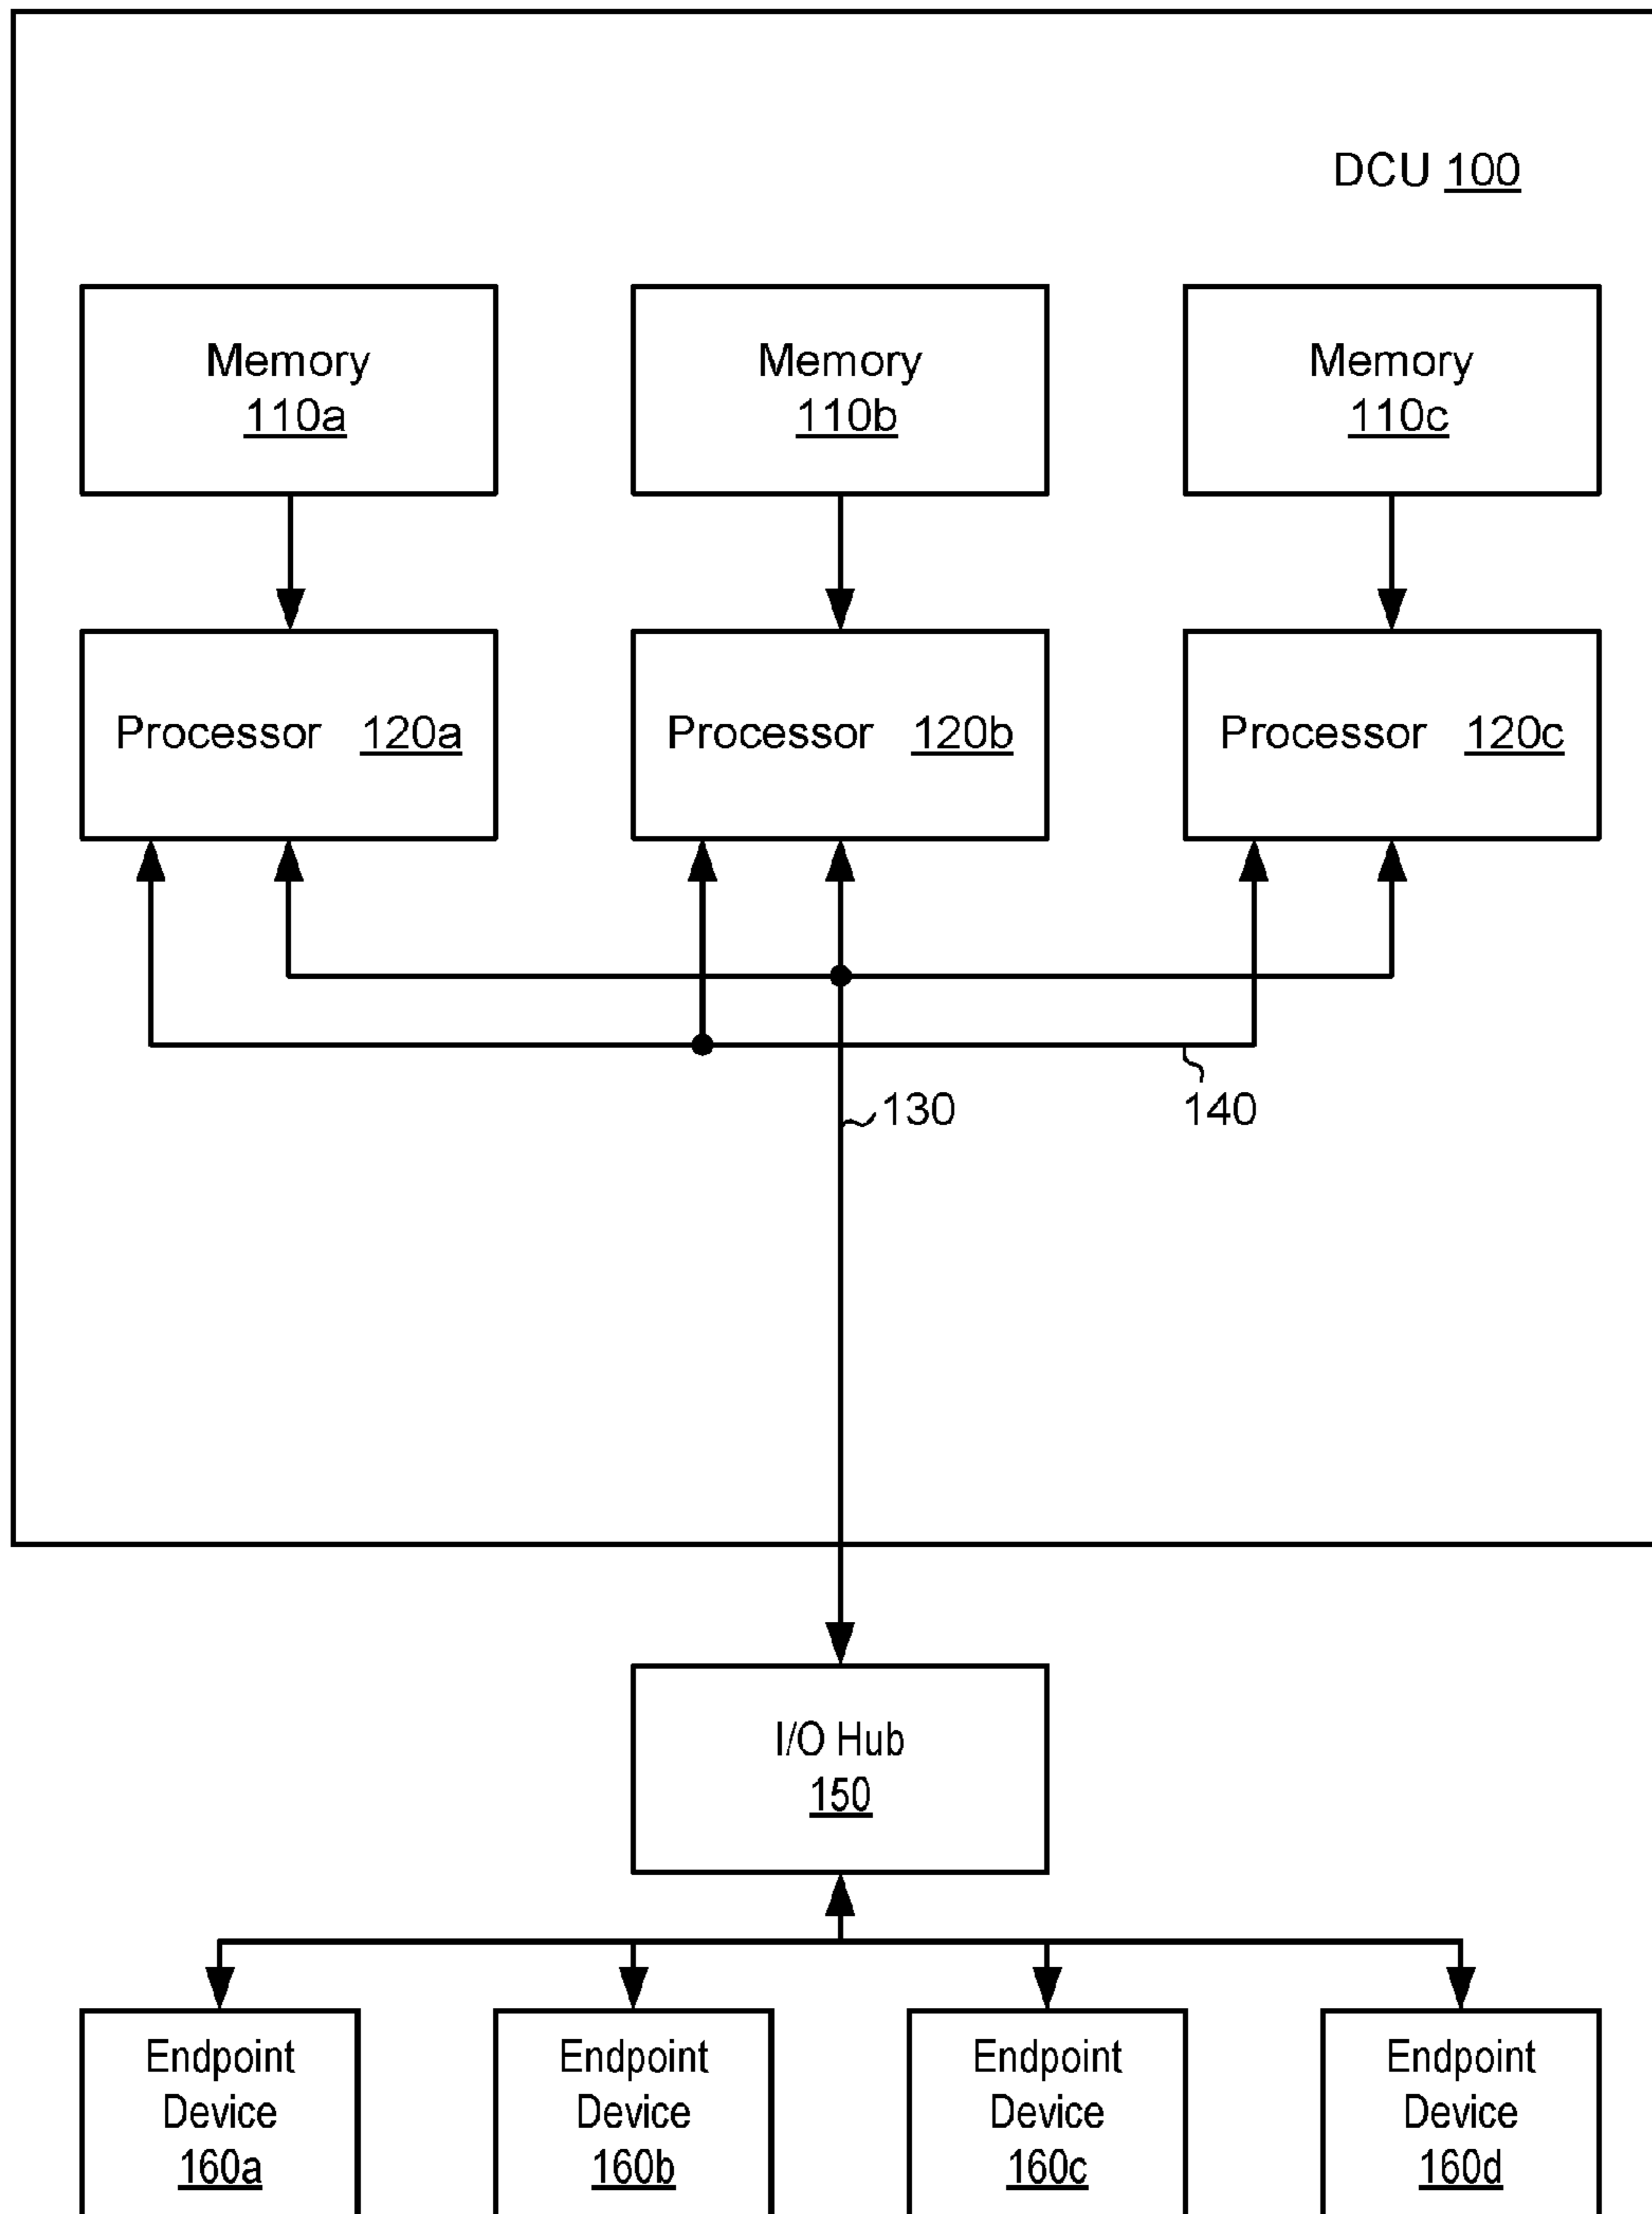 DCU 100
Memory
110a
Memory
110b
Memory
110c
Processor 120a
Processor 120b
Processor 120c
130
140
I/O Hub
150
Endpoint
Device
160a
Endpoint
Device
160b
Endpoint
Device
160c
Endpoint
Device
160d